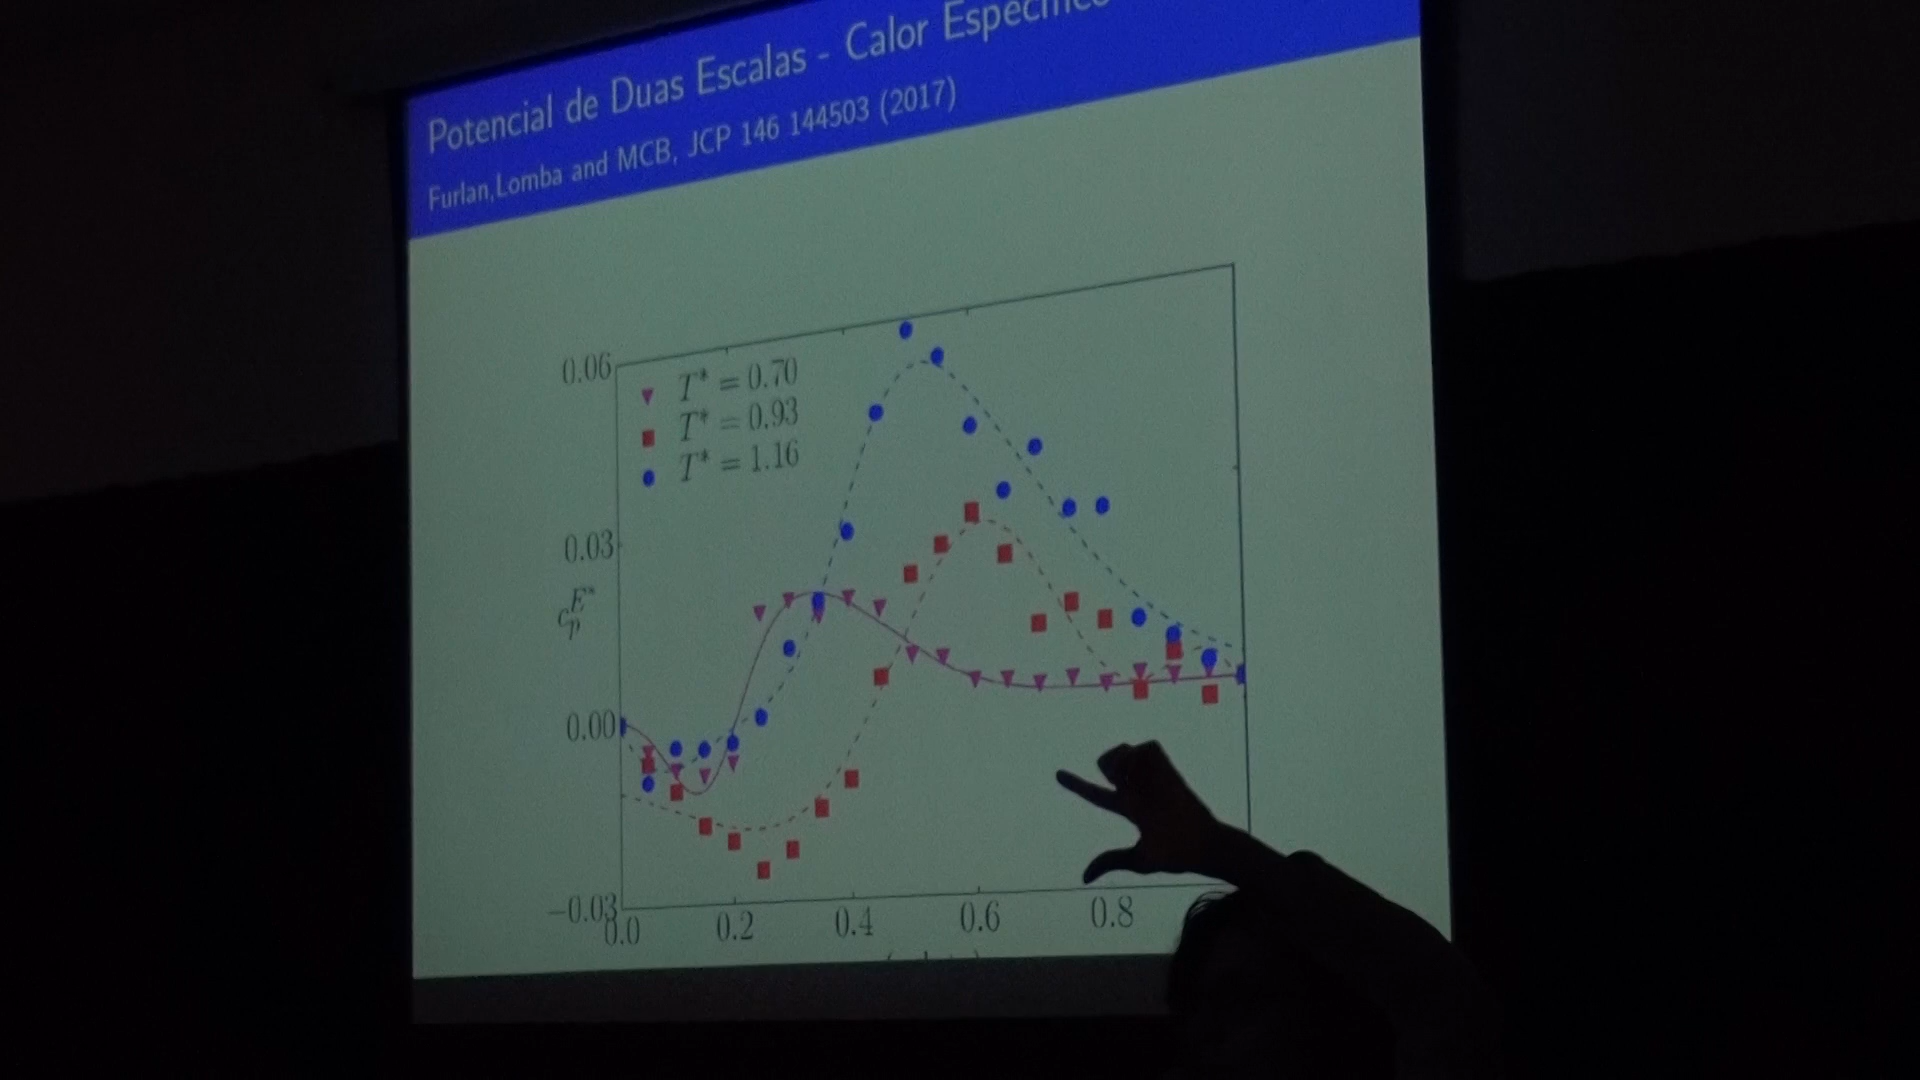 Potencial de Duas Escalas - Calor Específico
Furlan,Lomba and MCB, JCP 146 144503 (2017)
0.06
T* = 0.70
T* = 0.93
T* = 1.16
0.03
c_p^E*
0.00
−0.03
0.0 0.2 0.4 0.6 0.8